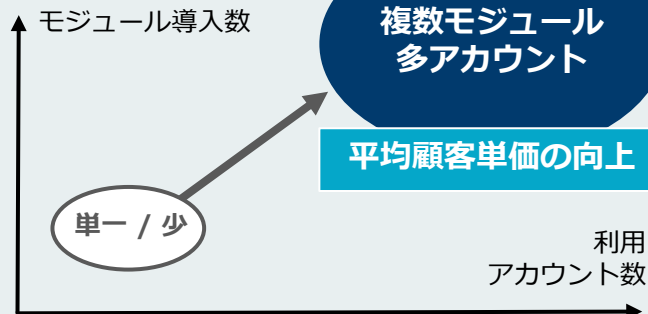 モジュール導入数
複数モジュール
多アカウント
平均顧客単価の向上
単一 / 少
利用
アカウント数